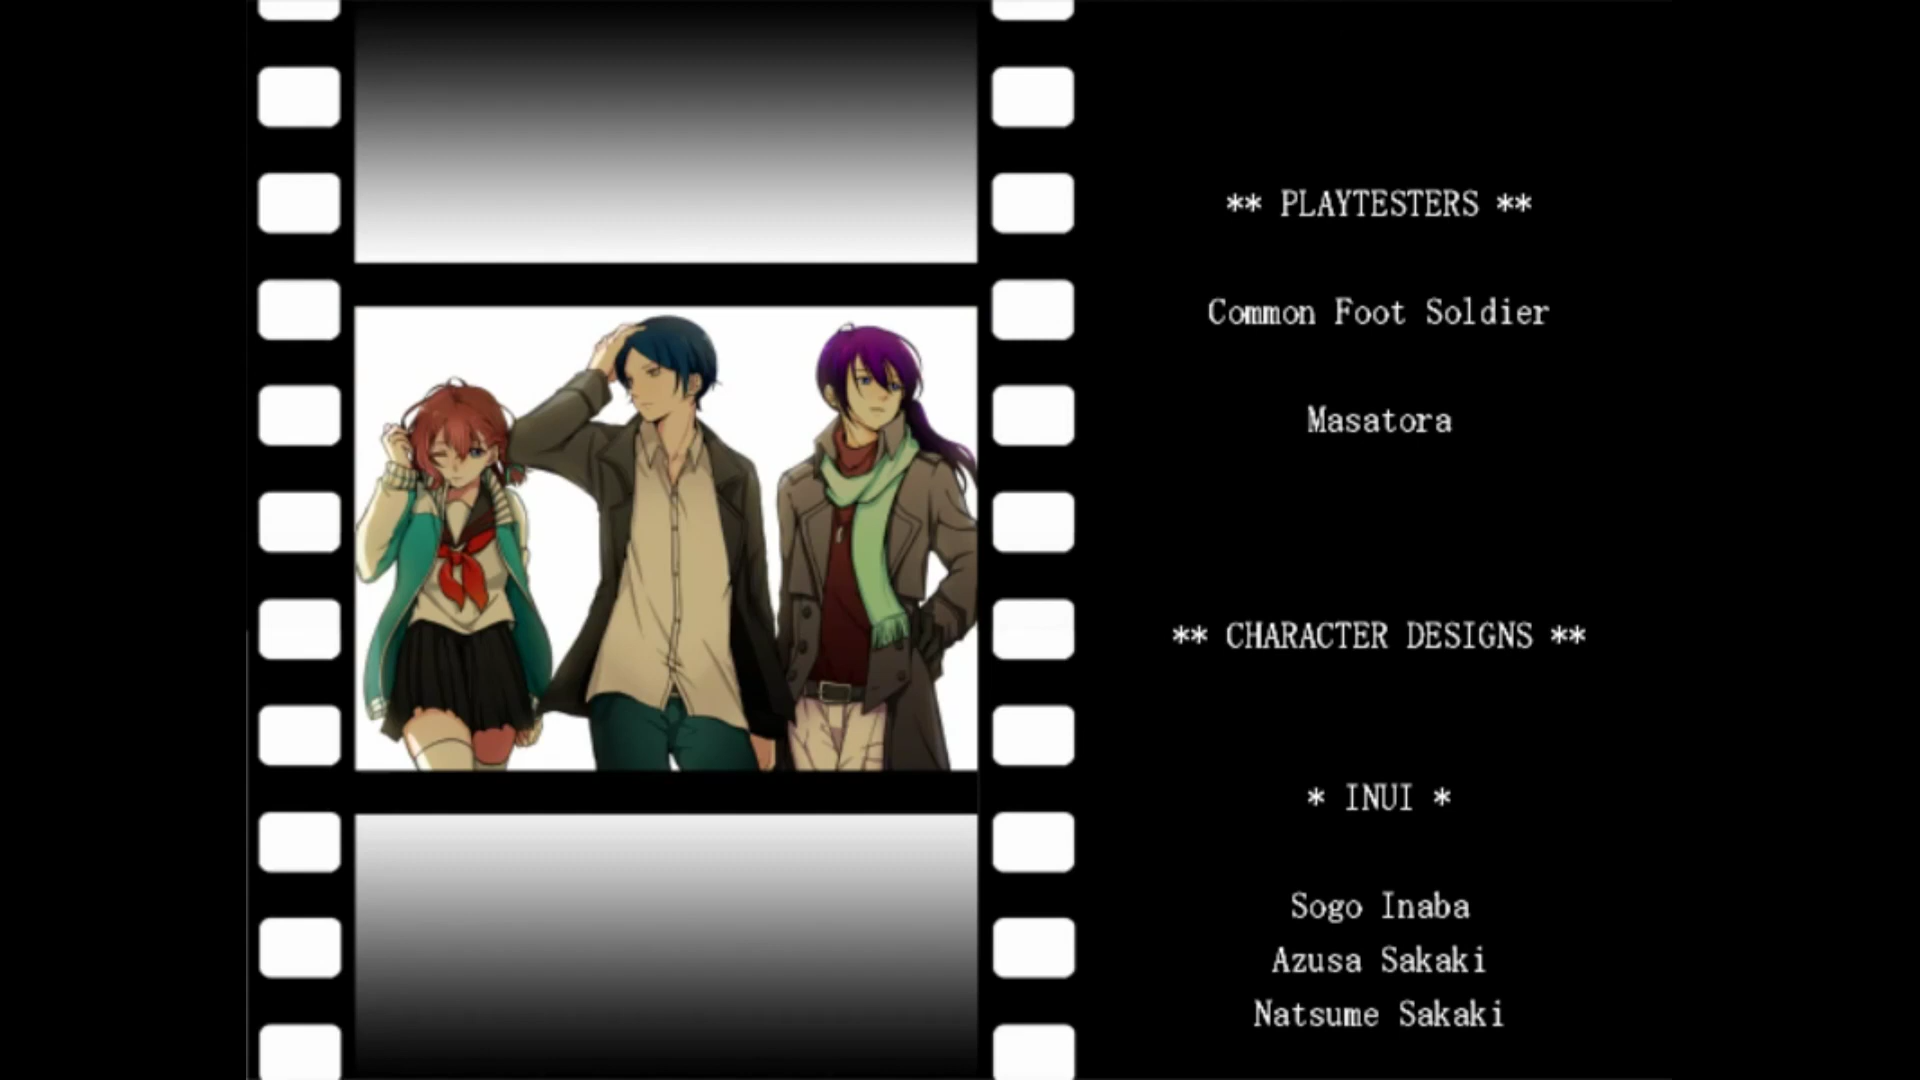 ** PLAYTESTERS **
Common Foot Soldier
Masatora
** CHARACTER DESIGNS **
* INUI *
Sogo Inaba
Azusa Sakaki
Natsume Sakaki